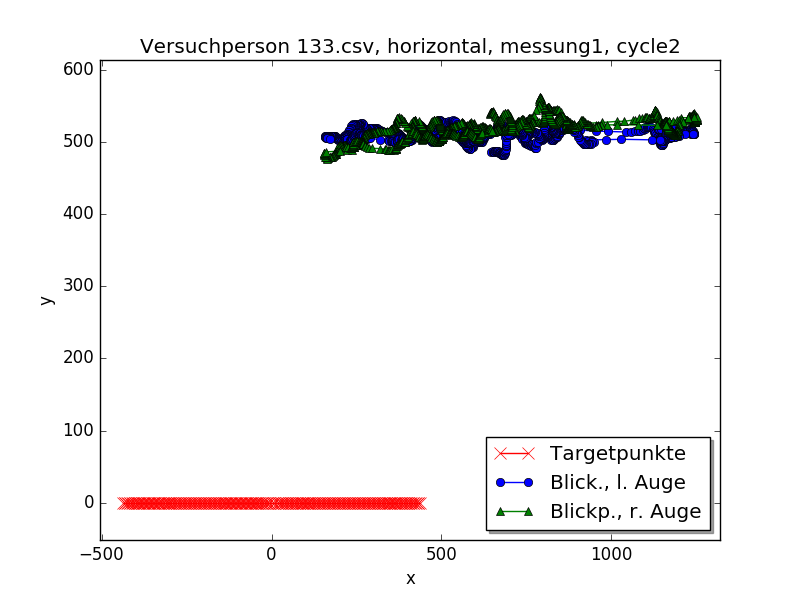 Versuchperson 133.csv, horizontal, messung1, cycle2
600
500
400
300
200
100
0
y
−500
0
500
1000
x
Targetpunkte
Blick., l. Auge
Blickp., r. Auge